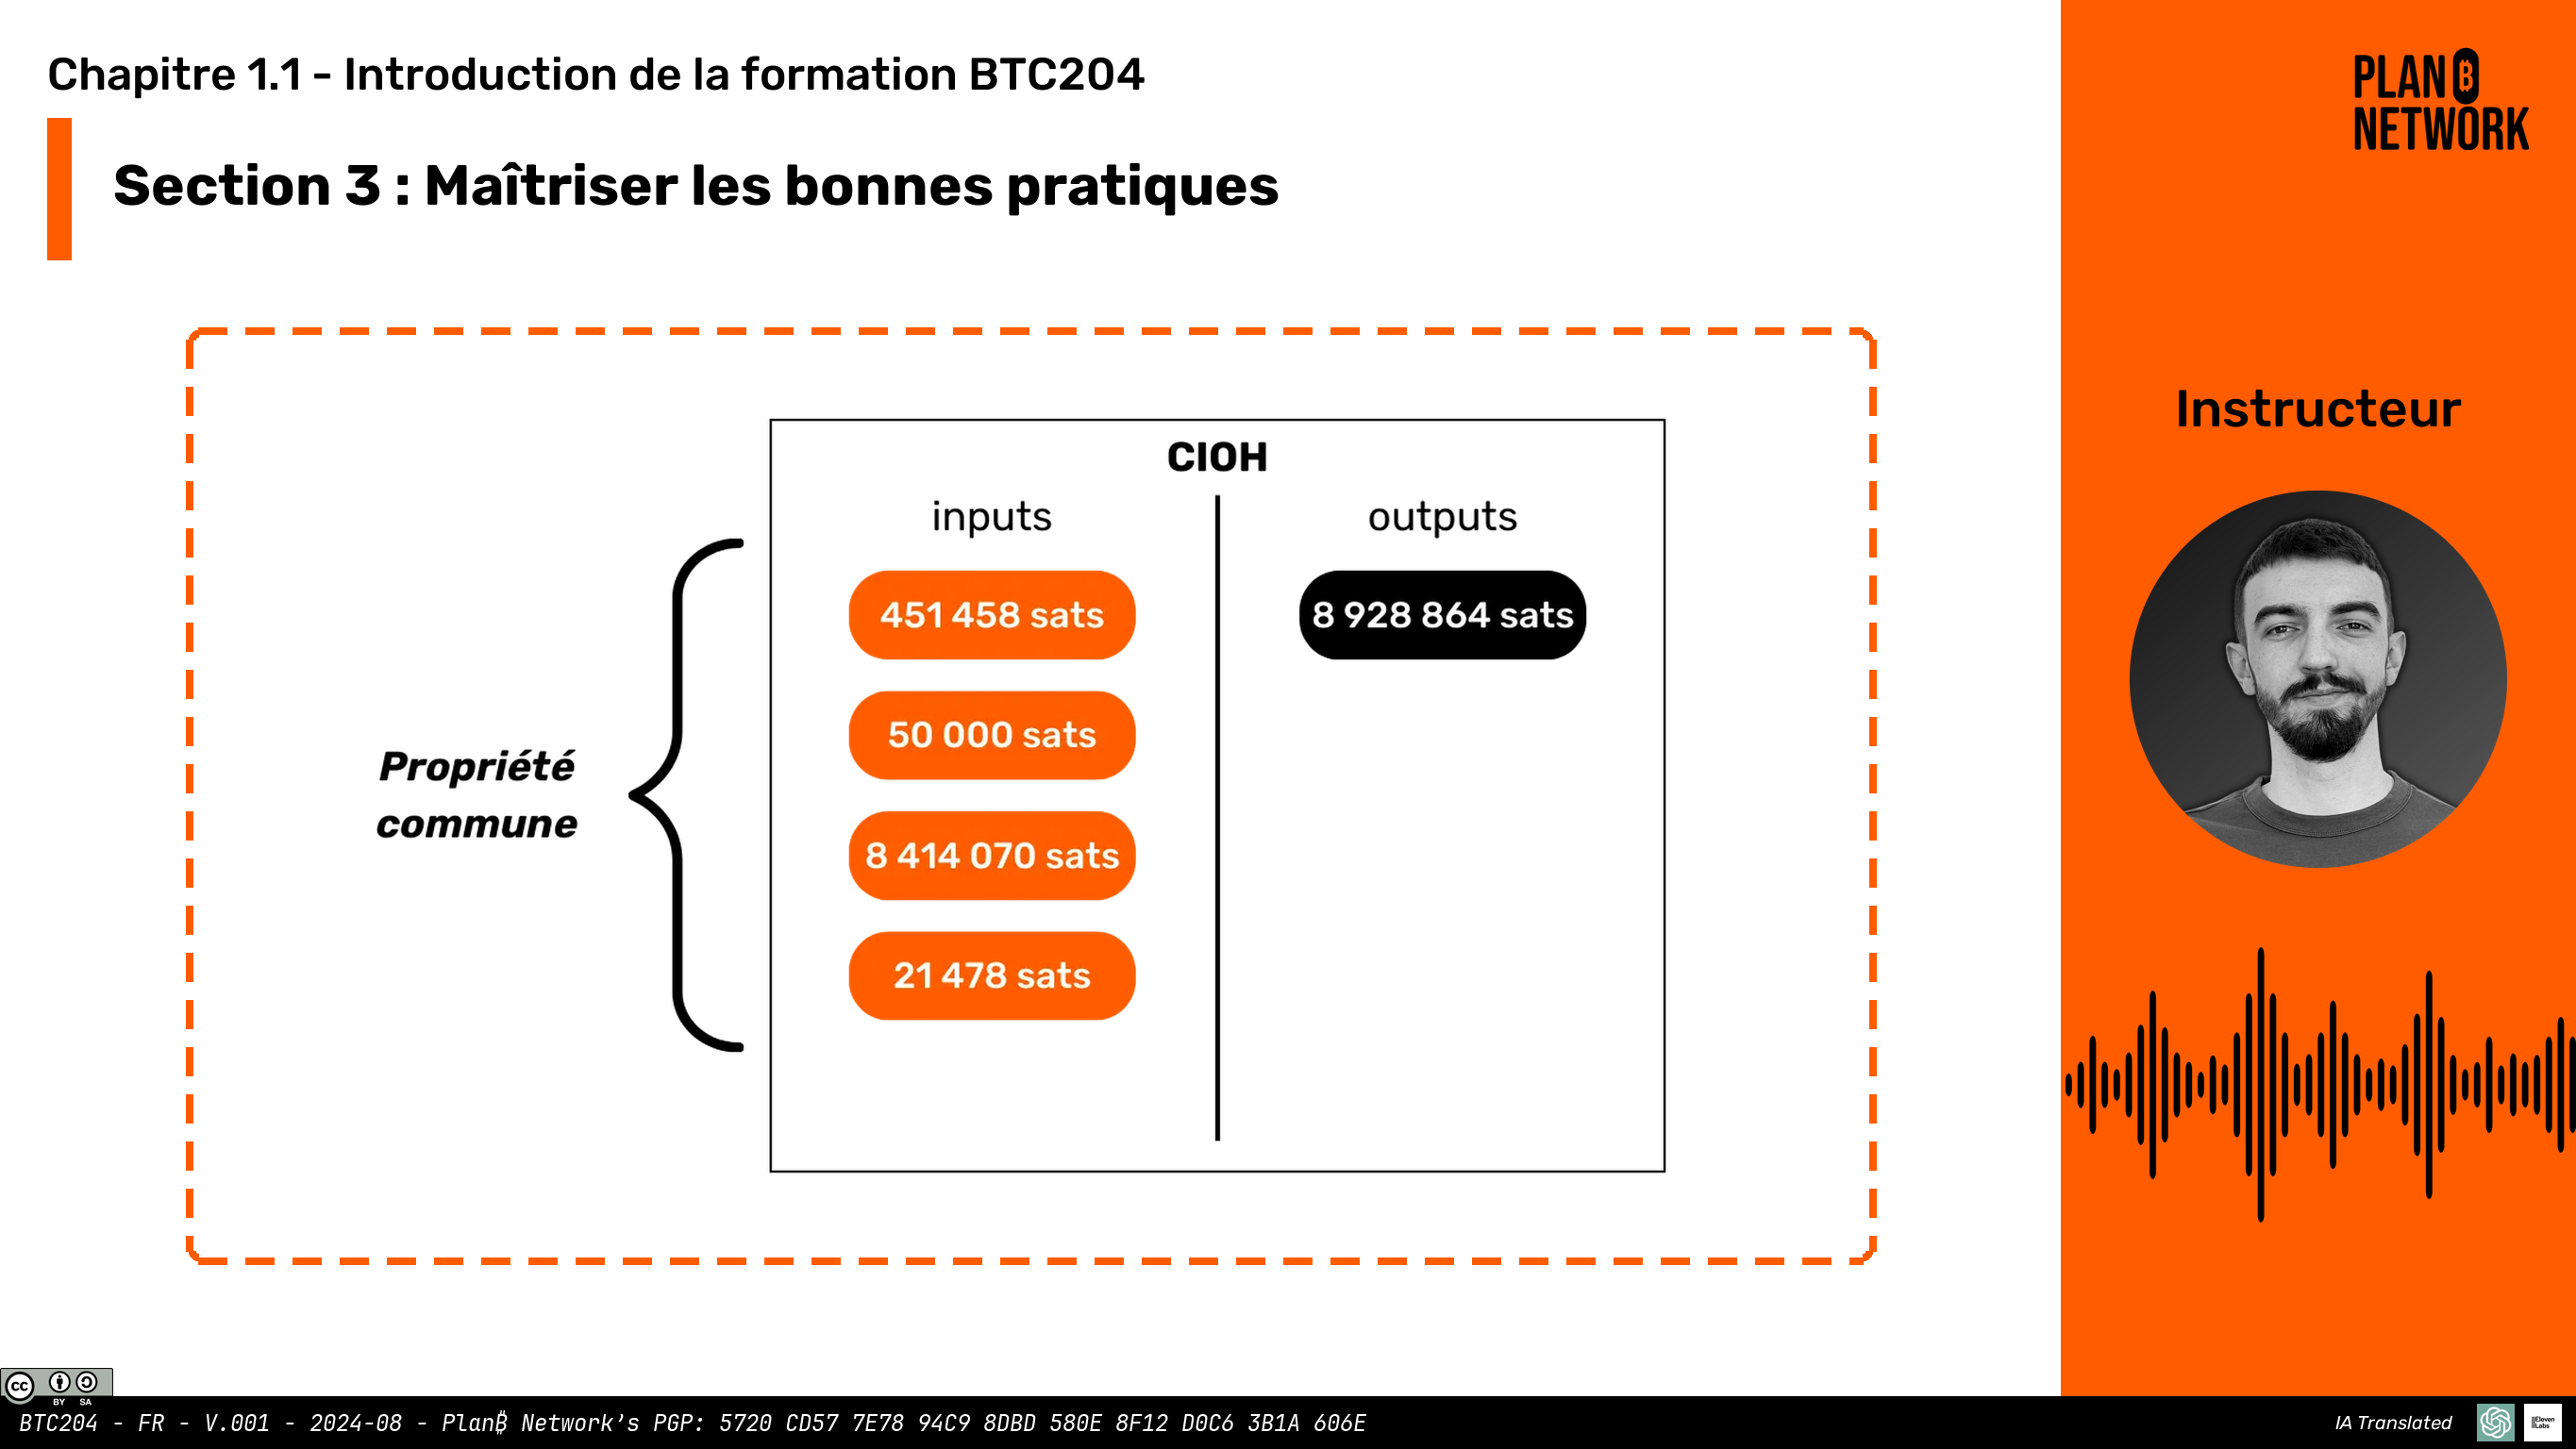 Chapitre 1.1 - Introduction de la formation BTC204
Section 3 : Maîtriser les bonnes pratiques
PLAN ₿
NETWORK
Instructeur
CIOH
inputs
outputs
451 458 sats
8 928 864 sats
50 000 sats
8 414 070 sats
21 478 sats
Propriété
commune
cc
BY SA
BTC204 - FR - V.001 - 2024-08 - Plan₿ Network's PGP: 5720 CD57 7E78 94C9 8DBD 580E 8F12 D0C6 3B1A 606E
IA Translated
IIElevenLabs